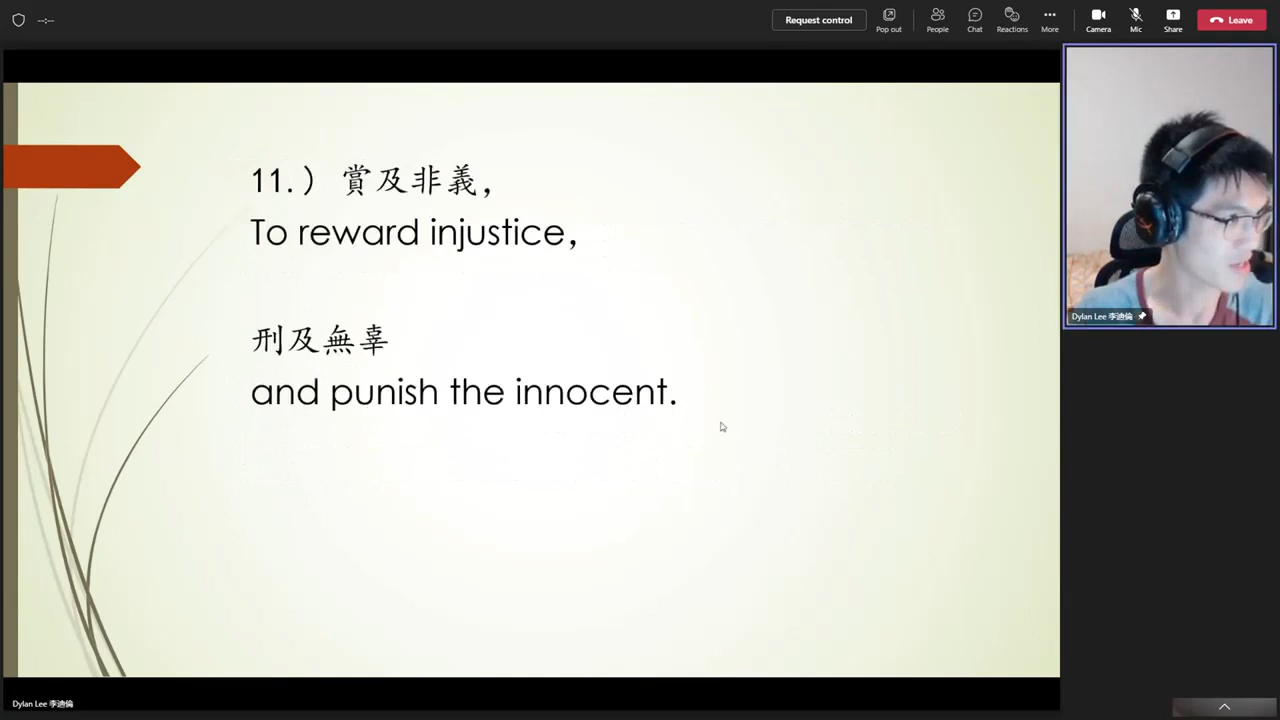 Request control
Pop out
People
Chat
Reactions
More
Camera
Mic
Share
Leave
11.）賞及非義，
To reward injustice,
刑及無辜
and punish the innocent.
Dylan Lee 李迪倫
Dylan Lee 李迪倫